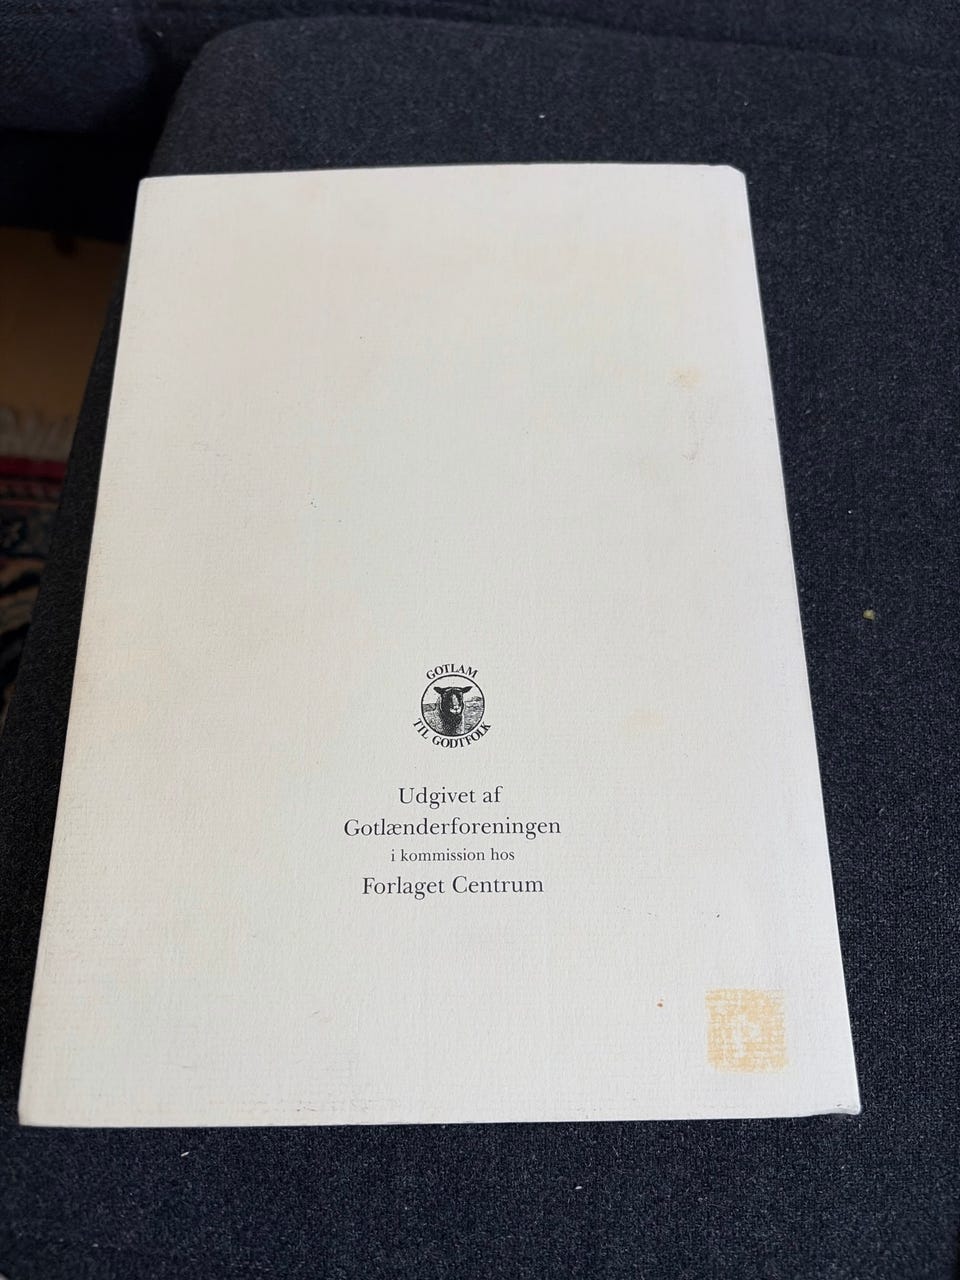 GOTLAM
TIL GODTFOLK
Udgivet af
Gotlænderforeningen
i kommission hos
Forlaget Centrum